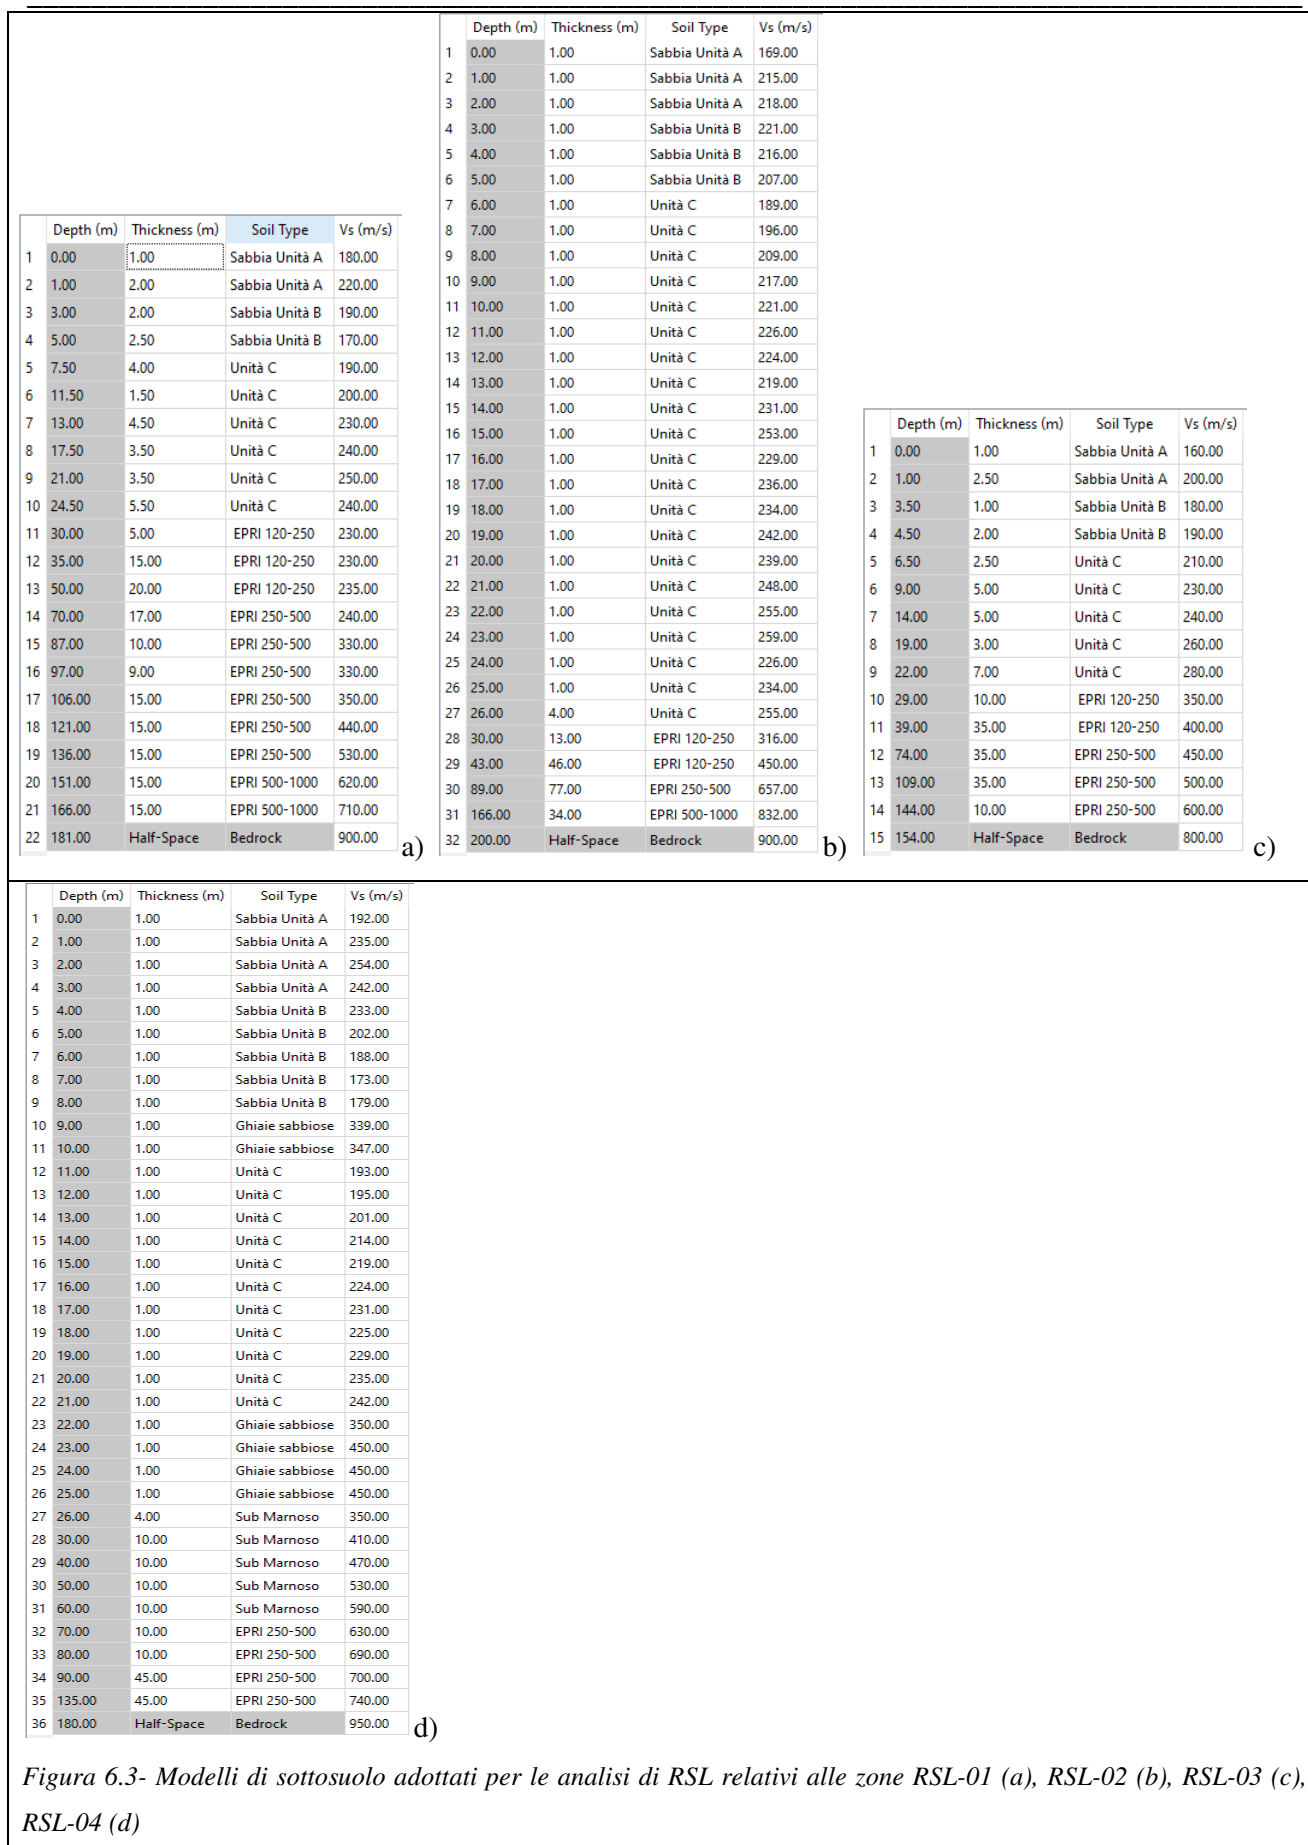 Depth (m) Thickness (m) Soil Type Vs (m/s)
1 0.00 1.00 Sabbia Unità A 180.00
2 1.00 2.00 Sabbia Unità A 220.00
3 3.00 2.00 Sabbia Unità B 190.00
4 5.00 2.50 Sabbia Unità B 170.00
5 7.50 4.00 Unità C 190.00
6 11.50 1.50 Unità C 200.00
7 13.00 4.50 Unità C 230.00
8 17.50 3.50 Unità C 240.00
9 21.00 3.50 Unità C 250.00
10 24.50 5.50 Unità C 240.00
11 30.00 5.00 EPRI 120-250 230.00
12 35.00 15.00 EPRI 120-250 230.00
13 50.00 20.00 EPRI 120-250 235.00
14 70.00 17.00 EPRI 250-500 240.00
15 87.00 10.00 EPRI 250-500 330.00
16 97.00 9.00 EPRI 250-500 330.00
17 106.00 15.00 EPRI 250-500 350.00
18 121.00 15.00 EPRI 250-500 440.00
19 136.00 15.00 EPRI 250-500 530.00
20 151.00 15.00 EPRI 500-1000 620.00
21 166.00 15.00 EPRI 500-1000 710.00
22 181.00 Half-Space Bedrock 900.00
a)
Depth (m) Thickness (m) Soil Type Vs (m/s)
1 0.00 1.00 Sabbia Unità A 169.00
2 1.00 1.00 Sabbia Unità A 215.00
3 2.00 1.00 Sabbia Unità A 218.00
4 3.00 1.00 Sabbia Unità B 221.00
5 4.00 1.00 Sabbia Unità B 216.00
6 5.00 1.00 Sabbia Unità B 207.00
7 6.00 1.00 Unità C 189.00
8 7.00 1.00 Unità C 196.00
9 8.00 1.00 Unità C 209.00
10 9.00 1.00 Unità C 217.00
11 10.00 1.00 Unità C 221.00
12 11.00 1.00 Unità C 226.00
13 12.00 1.00 Unità C 224.00
14 13.00 1.00 Unità C 219.00
15 14.00 1.00 Unità C 231.00
16 15.00 1.00 Unità C 253.00
17 16.00 1.00 Unità C 229.00
18 17.00 1.00 Unità C 236.00
19 18.00 1.00 Unità C 234.00
20 19.00 1.00 Unità C 242.00
21 20.00 1.00 Unità C 239.00
22 21.00 1.00 Unità C 248.00
23 22.00 1.00 Unità C 255.00
24 23.00 1.00 Unità C 259.00
25 24.00 1.00 Unità C 226.00
26 25.00 1.00 Unità C 234.00
27 26.00 4.00 Unità C 255.00
28 30.00 13.00 EPRI 120-250 316.00
29 43.00 46.00 EPRI 120-250 450.00
30 89.00 77.00 EPRI 250-500 657.00
31 166.00 34.00 EPRI 500-1000 832.00
32 200.00 Half-Space Bedrock 900.00
b)
Depth (m) Thickness (m) Soil Type Vs (m/s)
1 0.00 1.00 Sabbia Unità A 160.00
2 1.00 2.50 Sabbia Unità A 200.00
3 3.50 1.00 Sabbia Unità B 180.00
4 4.50 2.00 Sabbia Unità B 190.00
5 6.50 2.50 Unità C 210.00
6 9.00 5.00 Unità C 230.00
7 14.00 5.00 Unità C 240.00
8 19.00 3.00 Unità C 260.00
9 22.00 7.00 Unità C 280.00
10 29.00 10.00 EPRI 120-250 350.00
11 39.00 35.00 EPRI 120-250 400.00
12 74.00 35.00 EPRI 250-500 450.00
13 109.00 35.00 EPRI 250-500 500.00
14 144.00 10.00 EPRI 250-500 600.00
15 154.00 Half-Space Bedrock 800.00
c)
Depth (m) Thickness (m) Soil Type Vs (m/s)
1 0.00 1.00 Sabbia Unità A 192.00
2 1.00 1.00 Sabbia Unità A 235.00
3 2.00 1.00 Sabbia Unità A 254.00
4 3.00 1.00 Sabbia Unità A 242.00
5 4.00 1.00 Sabbia Unità B 233.00
6 5.00 1.00 Sabbia Unità B 202.00
7 6.00 1.00 Sabbia Unità B 188.00
8 7.00 1.00 Sabbia Unità B 173.00
9 8.00 1.00 Sabbia Unità B 179.00
10 9.00 1.00 Ghiaie sabbiose 339.00
11 10.00 1.00 Ghiaie sabbiose 347.00
12 11.00 1.00 Unità C 193.00
13 12.00 1.00 Unità C 195.00
14 13.00 1.00 Unità C 201.00
15 14.00 1.00 Unità C 214.00
16 15.00 1.00 Unità C 219.00
17 16.00 1.00 Unità C 224.00
18 17.00 1.00 Unità C 231.00
19 18.00 1.00 Unità C 225.00
20 19.00 1.00 Unità C 229.00
21 20.00 1.00 Unità C 235.00
22 21.00 1.00 Unità C 242.00
23 22.00 1.00 Ghiaie sabbiose 350.00
24 23.00 1.00 Ghiaie sabbiose 450.00
25 24.00 1.00 Ghiaie sabbiose 450.00
26 25.00 1.00 Ghiaie sabbiose 450.00
27 26.00 4.00 Sub Marnoso 350.00
28 30.00 10.00 Sub Marnoso 410.00
29 40.00 10.00 Sub Marnoso 470.00
30 50.00 10.00 Sub Marnoso 530.00
31 60.00 10.00 Sub Marnoso 590.00
32 70.00 10.00 EPRI 250-500 630.00
33 80.00 10.00 EPRI 250-500 690.00
34 90.00 45.00 EPRI 250-500 700.00
35 135.00 45.00 EPRI 250-500 740.00
36 180.00 Half-Space Bedrock 950.00
d)
Figura 6.3- Modelli di sottosuolo adottati per le analisi di RSL relativi alle zone RSL-01 (a), RSL-02 (b), RSL-03 (c),
RSL-04 (d)